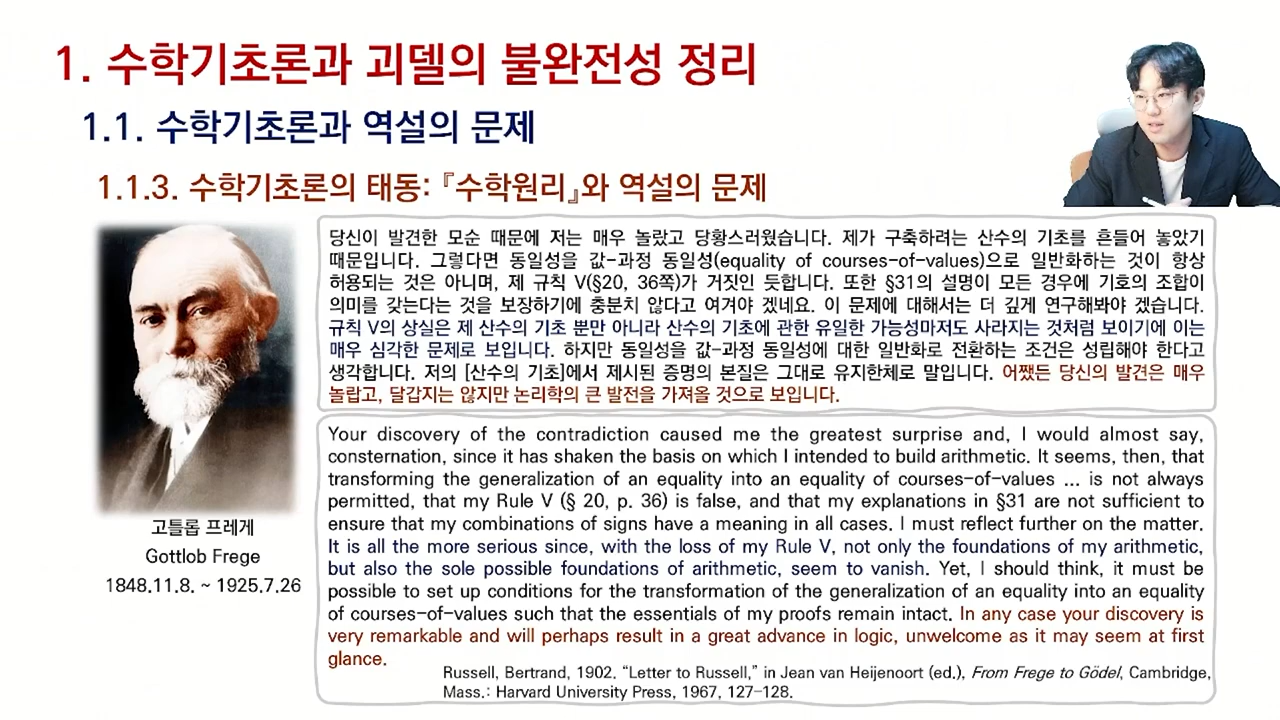 1. 수학기초론과 괴델의 불완전성 정리
1.1. 수학기초론과 역설의 문제
1.1.3. 수학기초론의 태동: 『수학원리』와 역설의 문제
당신이 발견한 모순 때문에 저는 매우 놀랐고 당황스러웠습니다. 제가 구축하려는 산수의 기초를 흔들어 놓았기
때문입니다. 그렇다면 동일성을 값-과정 동일성(equality of courses-of-values)으로 일반화하는 것이 항상
허용되는 것은 아니며, 제 규칙 V(§20, 36쪽)가 거짓인 듯합니다. 또한 §31의 설명이 모든 경우에 기호의 조합이
의미를 갖는다는 것을 보장하기에 충분치 않다고 여겨야 겠네요. 이 문제에 대해서는 더 깊게 연구해봐야 겠습니다.
규칙 V의 상실은 제 산수의 기초 뿐만 아니라 산수의 기초에 관한 유일한 가능성마저도 사라지는 것처럼 보이기에 이는
매우 심각한 문제로 보입니다. 하지만 동일성을 값-과정 동일성에 대한 일반화로 전환하는 조건은 성립해야 한다고
생각합니다. 저의 [산수의 기초]에서 제시된 증명의 본질은 그대로 유지한체로 말입니다. 어쨌든 당신의 발견은 매우
놀랍고, 달갑지는 않지만 논리학의 큰 발전을 가져올 것으로 보입니다.
Your discovery of the contradiction caused me the greatest surprise and, I would almost say,
consternation, since it has shaken the basis on which I intended to build arithmetic. It seems, then, that
transforming the generalization of an equality into an equality of courses-of-values ... is not always
permitted, that my Rule V (§ 20, p. 36) is false, and that my explanations in §31 are not sufficient to
ensure that my combinations of signs have a meaning in all cases. I must reflect further on the matter.
It is all the more serious since, with the loss of my Rule V, not only the foundations of my arithmetic,
but also the sole possible foundations of arithmetic, seem to vanish. Yet, I should think, it must be
possible to set up conditions for the transformation of the generalization of an equality into an equality
of courses-of-values such that the essentials of my proofs remain intact. In any case your discovery is
very remarkable and will perhaps result in a great advance in logic, unwelcome as it may seem at first
glance.
Russell, Bertrand, 1902. “Letter to Russell,” in Jean van Heijenoort (ed.), From Frege to Gödel, Cambridge,
Mass.: Harvard University Press, 1967, 127-128.
고틀롭 프레게
Gottlob Frege
1848.11.8. ~ 1925.7.26